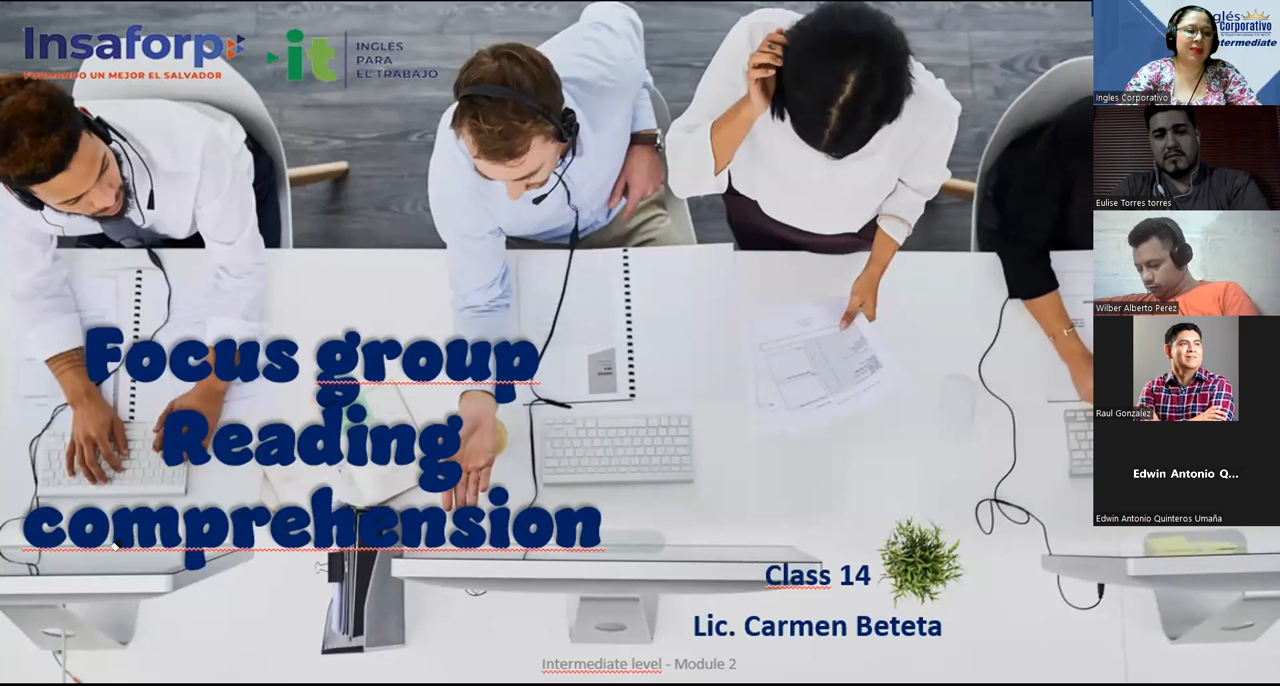 Insaforp
FORMANDO UN MEJOR EL SALVADOR
it
INGLÉS
PARA
EL TRABAJO
Focus group
Reading
comprehension
Class 14
Lic. Carmen Beteta
Intermediate level - Module 2
glés
Corporativo
ntermediate
Ingles Corporativo
Eulise Torres torres
Wilber Alberto Perez
Raul Gonzalez
Edwin Antonio Q...
Edwin Antonio Quinteros Umaña